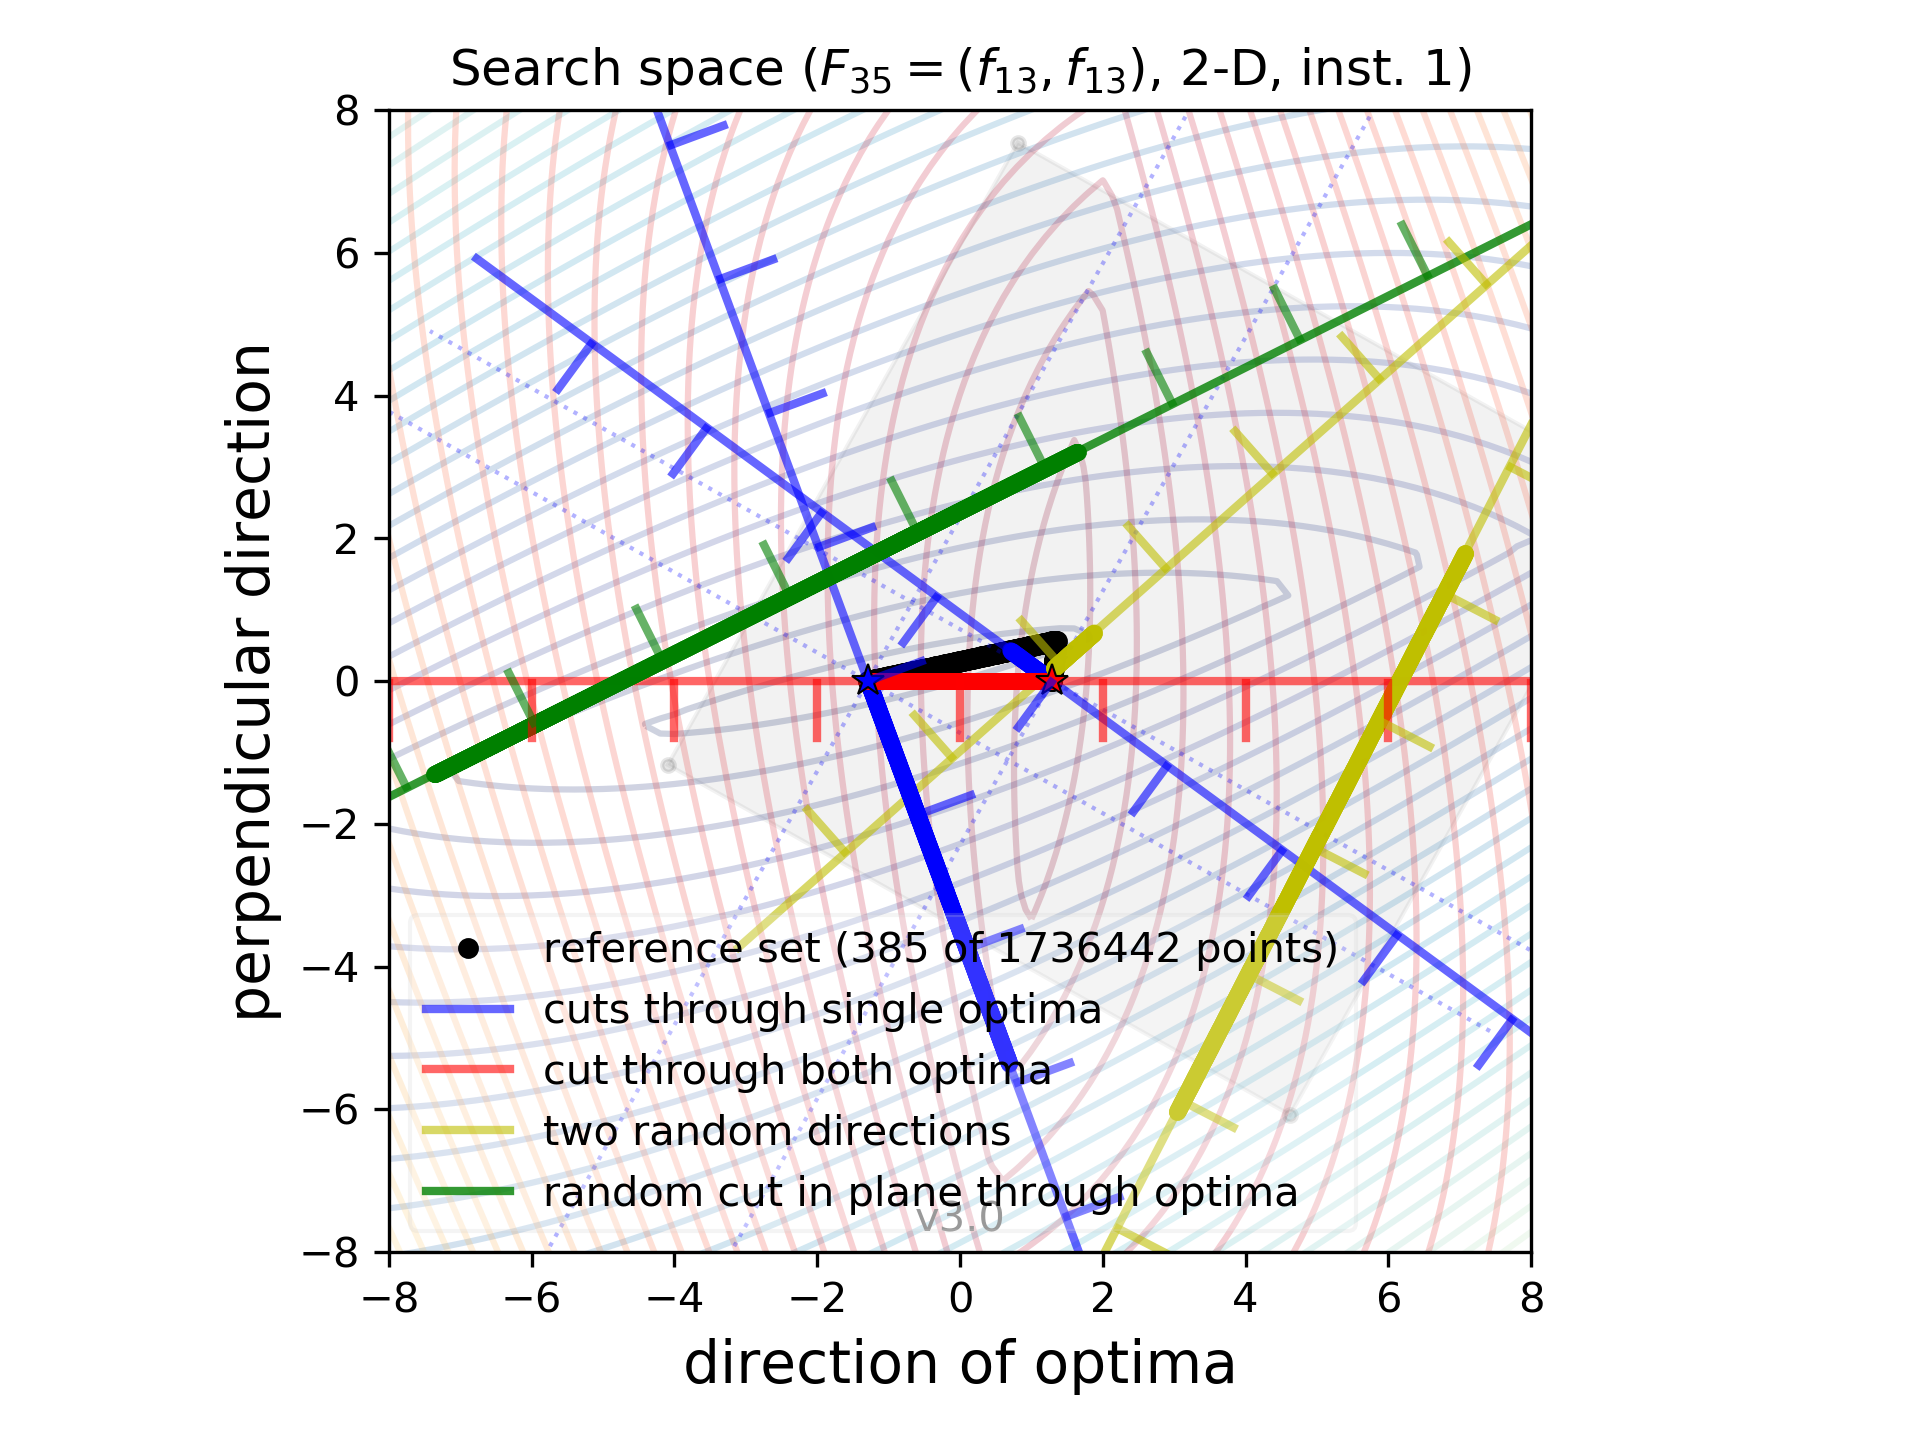 Search space (F₃₅ = (f₁₃, f₁₃), 2-D, inst. 1)
8
6
4
2
0
−2
−4
−6
−8
perpendicular direction
reference set (385 of 1736442 points)
cuts through single optima
cut through both optima
two random directions
random cut in plane through optima
v3.0
−8 −6 −4 −2 0 2 4 6 8
direction of optima